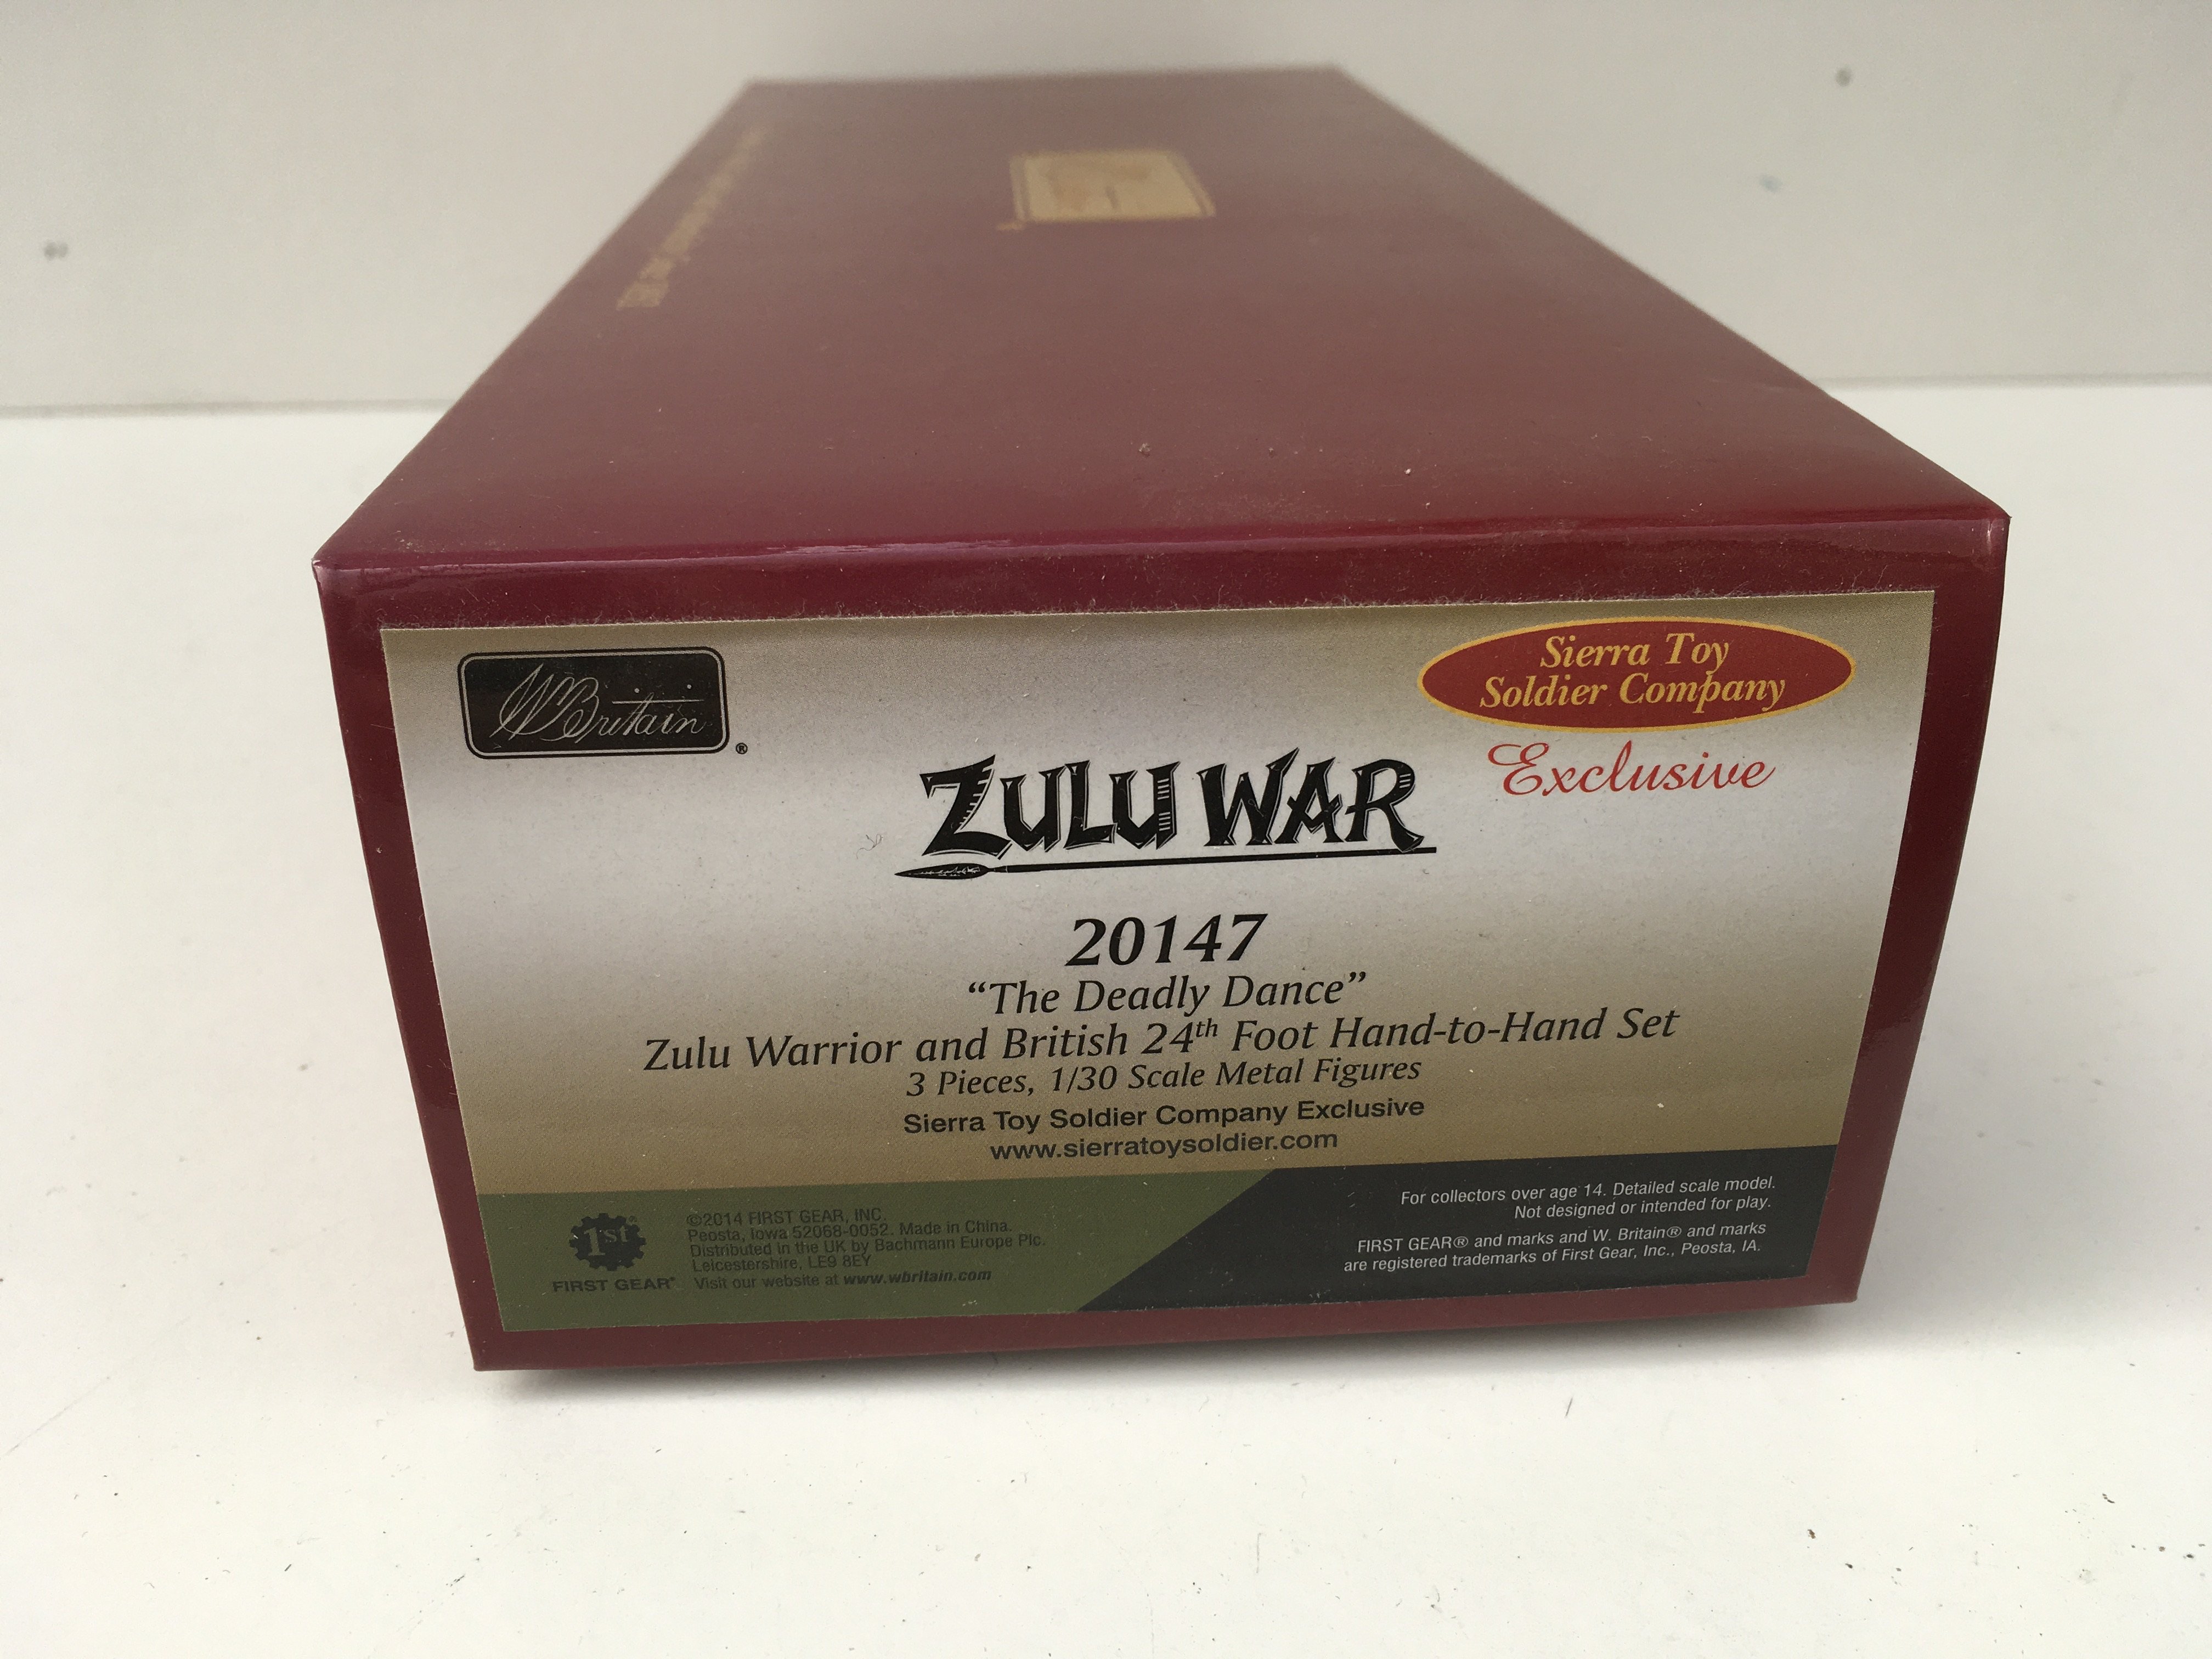 WBritain®
Sierra Toy
Soldier Company
Exclusive
ZULU WAR
20147
“The Deadly Dance”
Zulu Warrior and British 24th Foot Hand-to-Hand Set
3 Pieces, 1/30 Scale Metal Figures
Sierra Toy Soldier Company Exclusive
www.sierratoysoldier.com
1st®
FIRST GEAR®
©2014 FIRST GEAR, INC.
Peosta, Iowa 52068-0052. Made in China.
Distributed in the UK by Bachmann Europe Plc.
Leicestershire, LE9 8EY
Visit our website at www.wbritain.com
For collectors over age 14. Detailed scale model.
Not designed or intended for play.
FIRST GEAR® and marks and W. Britain® and marks
are registered trademarks of First Gear, Inc., Peosta, IA.